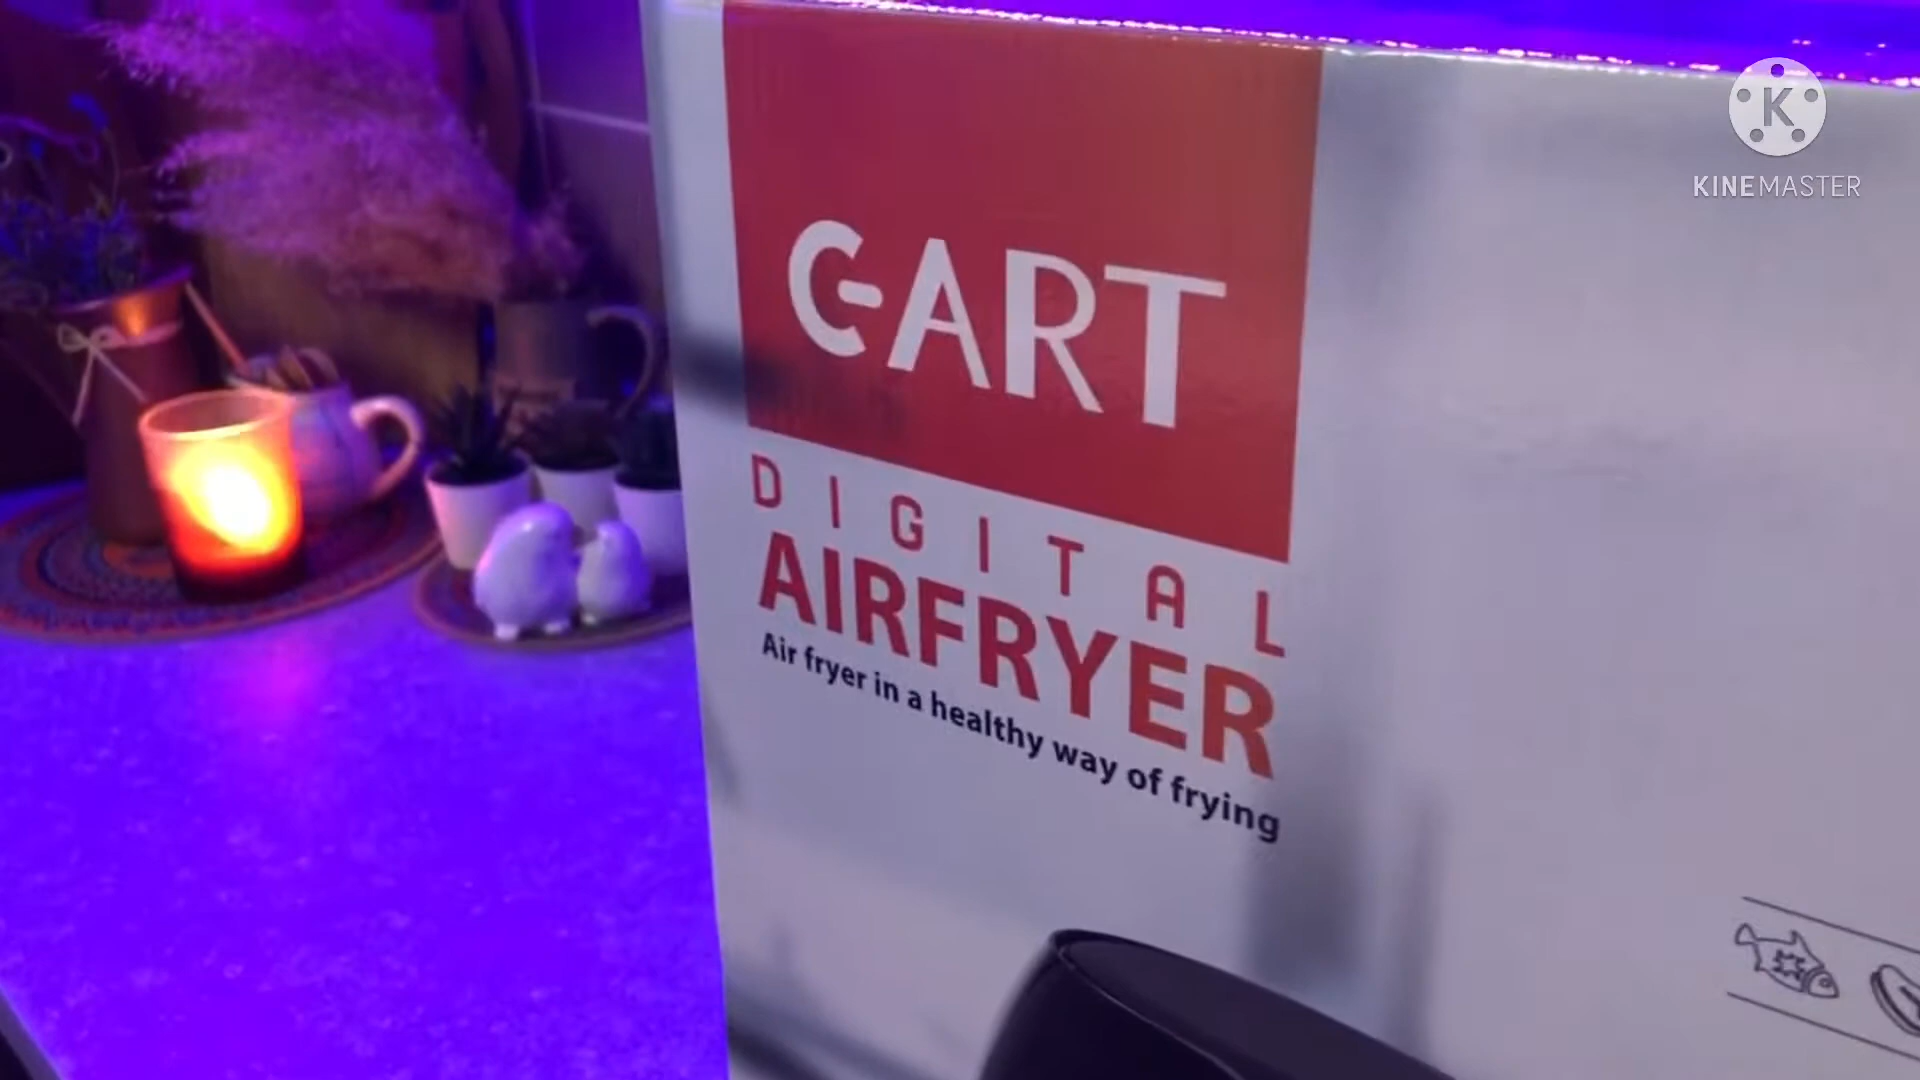 KINEMASTER
C-ART
DIGITAL
AIRFRYER
Air fryer in a healthy way of frying